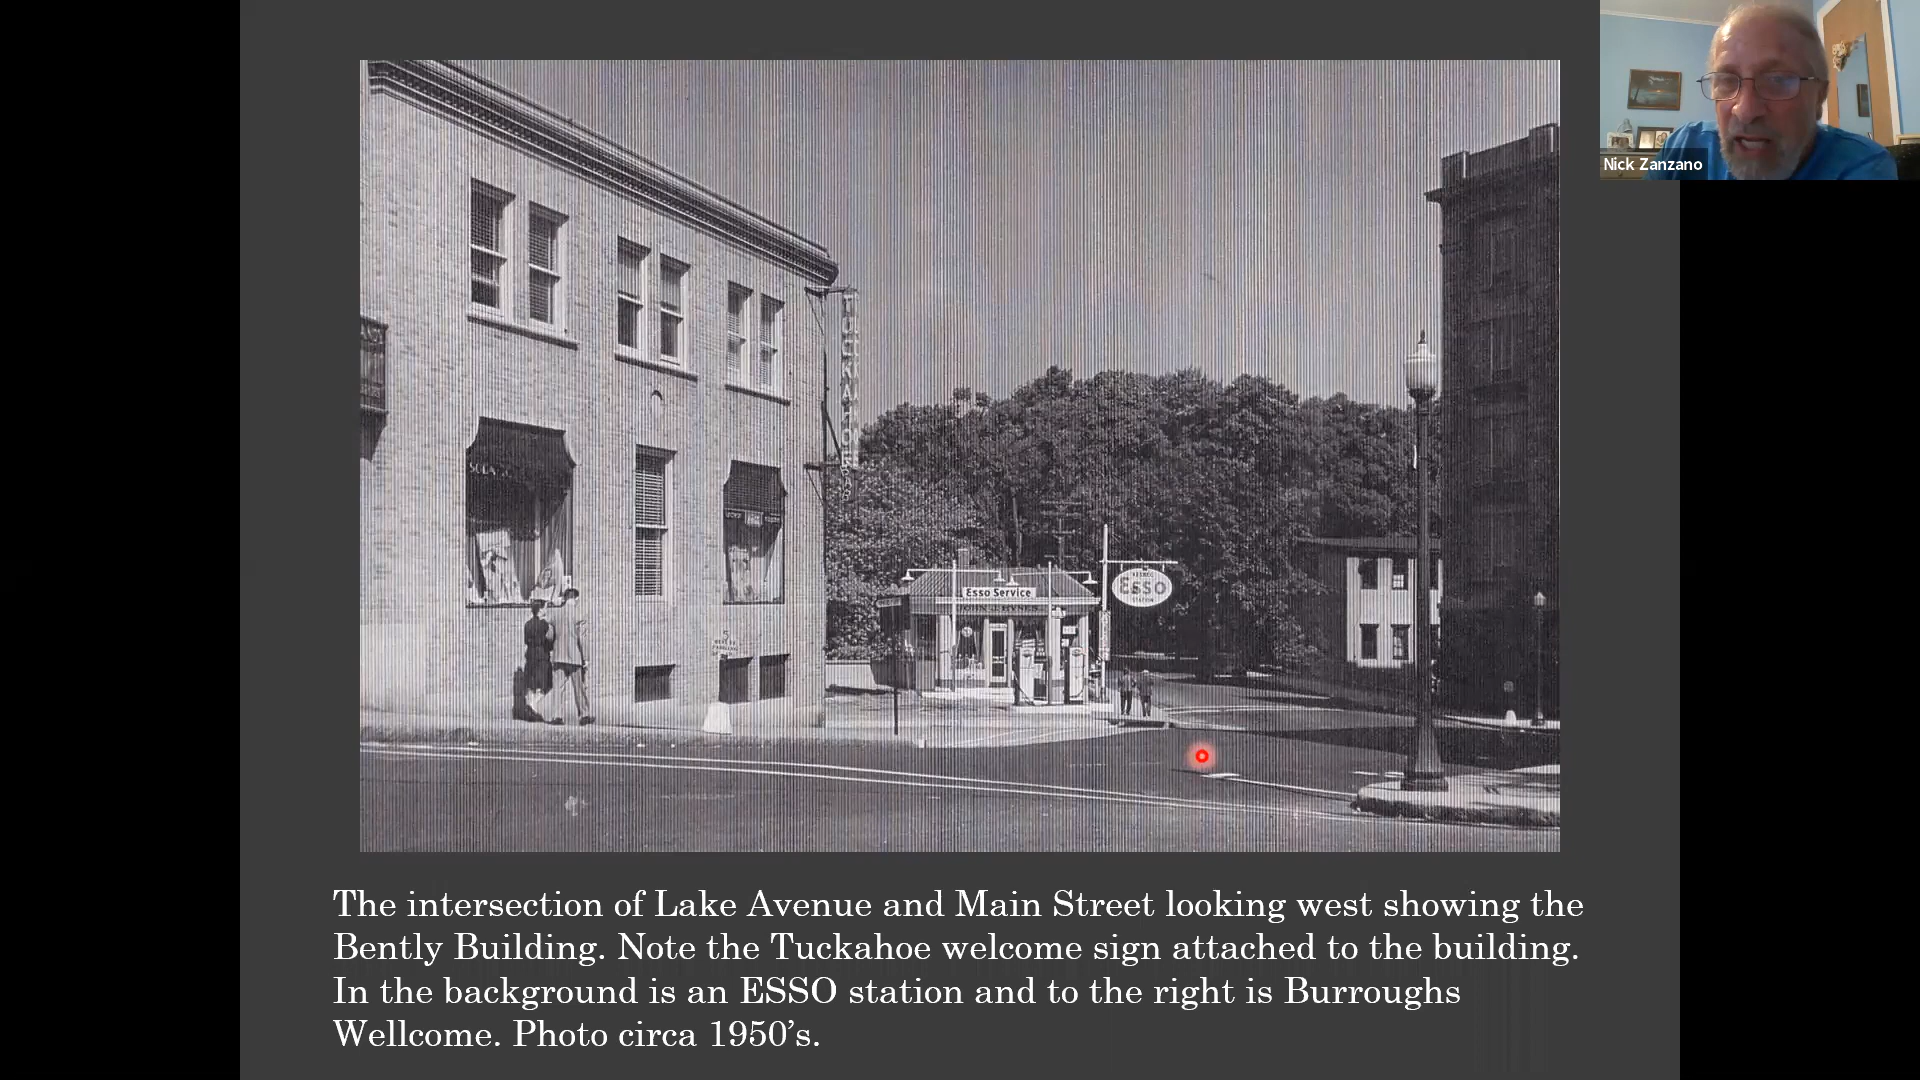 Nick Zanzano
TUCKAHOE
Esso Service
JOHN J. HYNES
Esso
The intersection of Lake Avenue and Main Street looking west showing the
Bently Building. Note the Tuckahoe welcome sign attached to the building.
In the background is an ESSO station and to the right is Burroughs
Wellcome. Photo circa 1950’s.